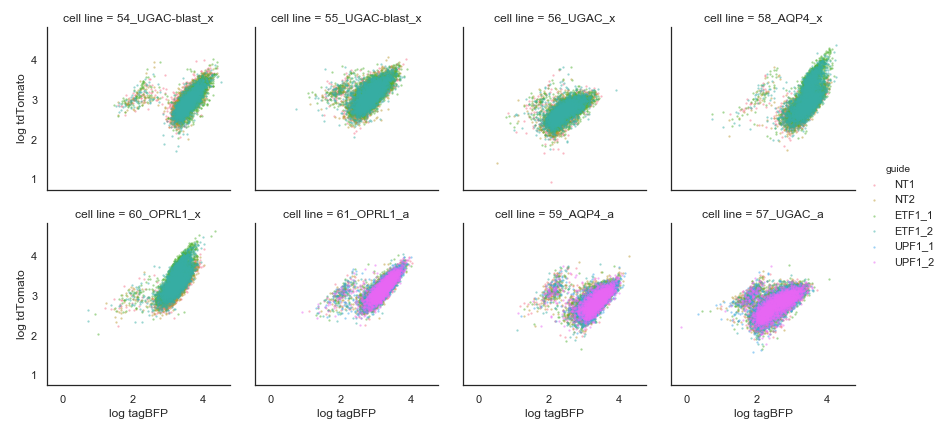 cell line = 54_UGAC-blast_x
cell line = 55_UGAC-blast_x
cell line = 56_UGAC_x
cell line = 58_AQP4_x
log tdTomato
4
3
2
1
guide
NT1
NT2
ETF1_1
ETF1_2
UPF1_1
UPF1_2
cell line = 60_OPRL1_x
cell line = 61_OPRL1_a
cell line = 59_AQP4_a
cell line = 57_UGAC_a
log tdTomato
4
3
2
1
0 2 4
0 2 4
0 2 4
0 2 4
log tagBFP
log tagBFP
log tagBFP
log tagBFP